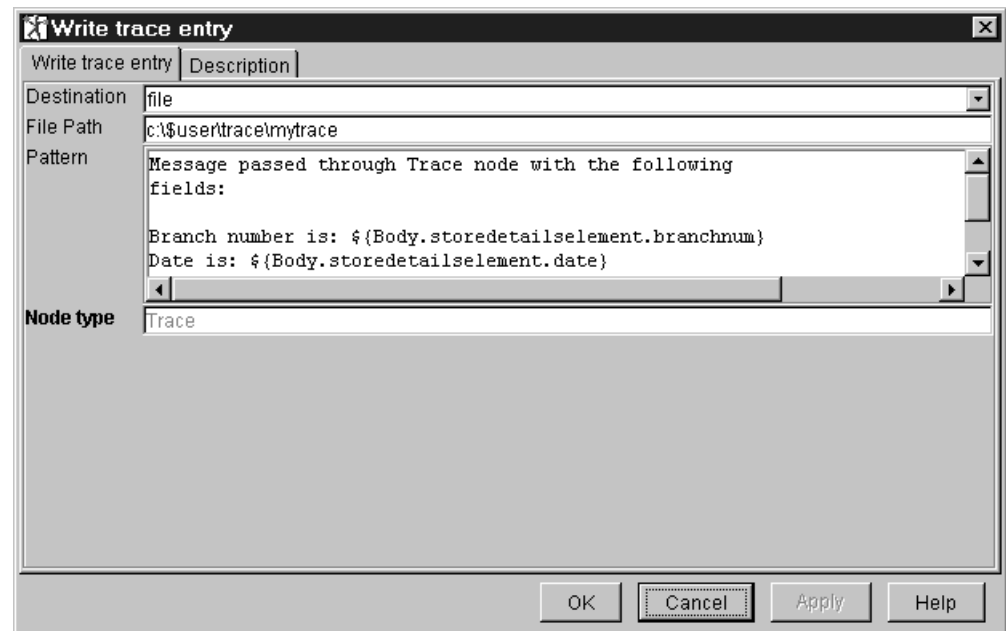 Write trace entry
Write trace entry Description
Destination file
File Path c:\$user\trace\mytrace
Pattern Message passed through Trace node with the following
fields:
Branch number is: ${Body.storedetailselement.branchnum}
Date is: ${Body.storedetailselement.date}
Node type Trace
OK Cancel Apply Help